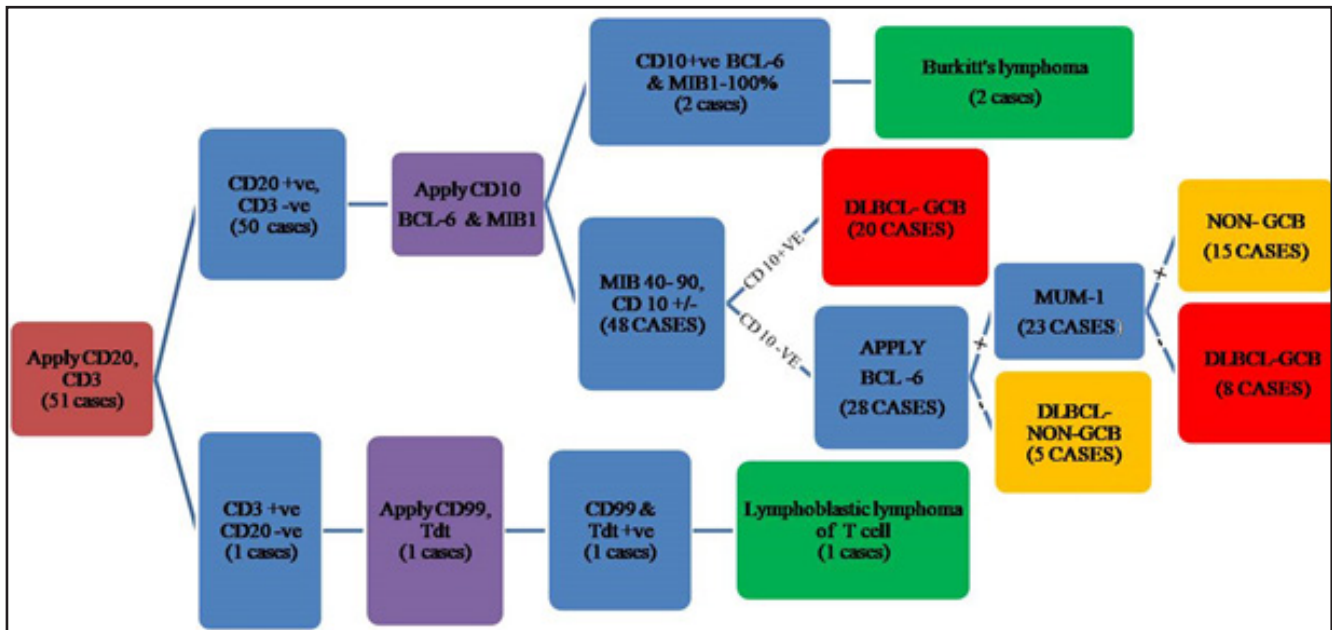 CD10+ve BCL-6
& MIB1-100%
(2 cases)
Burkitt's lymphoma
(2 cases)
CD20 +ve,
CD3 -ve
(50 cases)
Apply CD10
BCL-6 & MIB1
DLBCL- GCB
(20 CASES)
NON- GCB
(15 CASES)
CD 10+VE
MIB 40- 90,
CD 10 +/-
(48 CASES)
CD 10 -VE
MUM-1
(23 CASES)
+
-
Apply CD20,
CD3
(51 cases)
APPLY
BCL -6
(28 CASES)
+
-
DLBCL-GCB
(8 CASES)
DLBCL-
NON-GCB
(5 CASES)
CD3 +ve
CD20 -ve
(1 cases)
Apply CD99,
Tdt
(1 cases)
CD99 &
Tdt +ve
(1 cases)
Lymphoblastic lymphoma
of T cell
(1 cases)